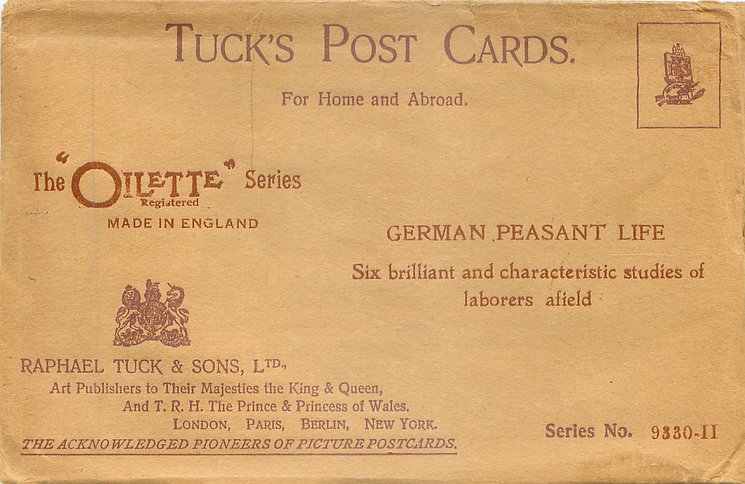 TUCK'S POST CARDS.
For Home and Abroad.
The "OILETTE" Series
Registered
MADE IN ENGLAND
GERMAN PEASANT LIFE
Six brilliant and characteristic studies of
laborers afield
RAPHAEL TUCK & SONS, LTD.,
Art Publishers to Their Majesties the King & Queen,
And T. R. H. The Prince & Princess of Wales.
LONDON, PARIS, BERLIN, NEW YORK.
THE ACKNOWLEDGED PIONEERS OF PICTURE POSTCARDS.
Series No. 9330-II